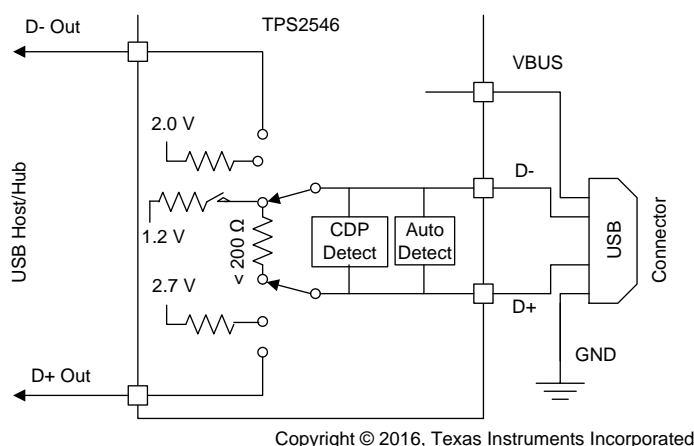 D- Out
TPS2546
VBUS
2.0 V
D-
1.2 V
< 200 Ω
CDP
Detect
Auto
Detect
USB
Connector
USB Host/Hub
2.7 V
D+
GND
D+ Out
Copyright © 2016, Texas Instruments Incorporated